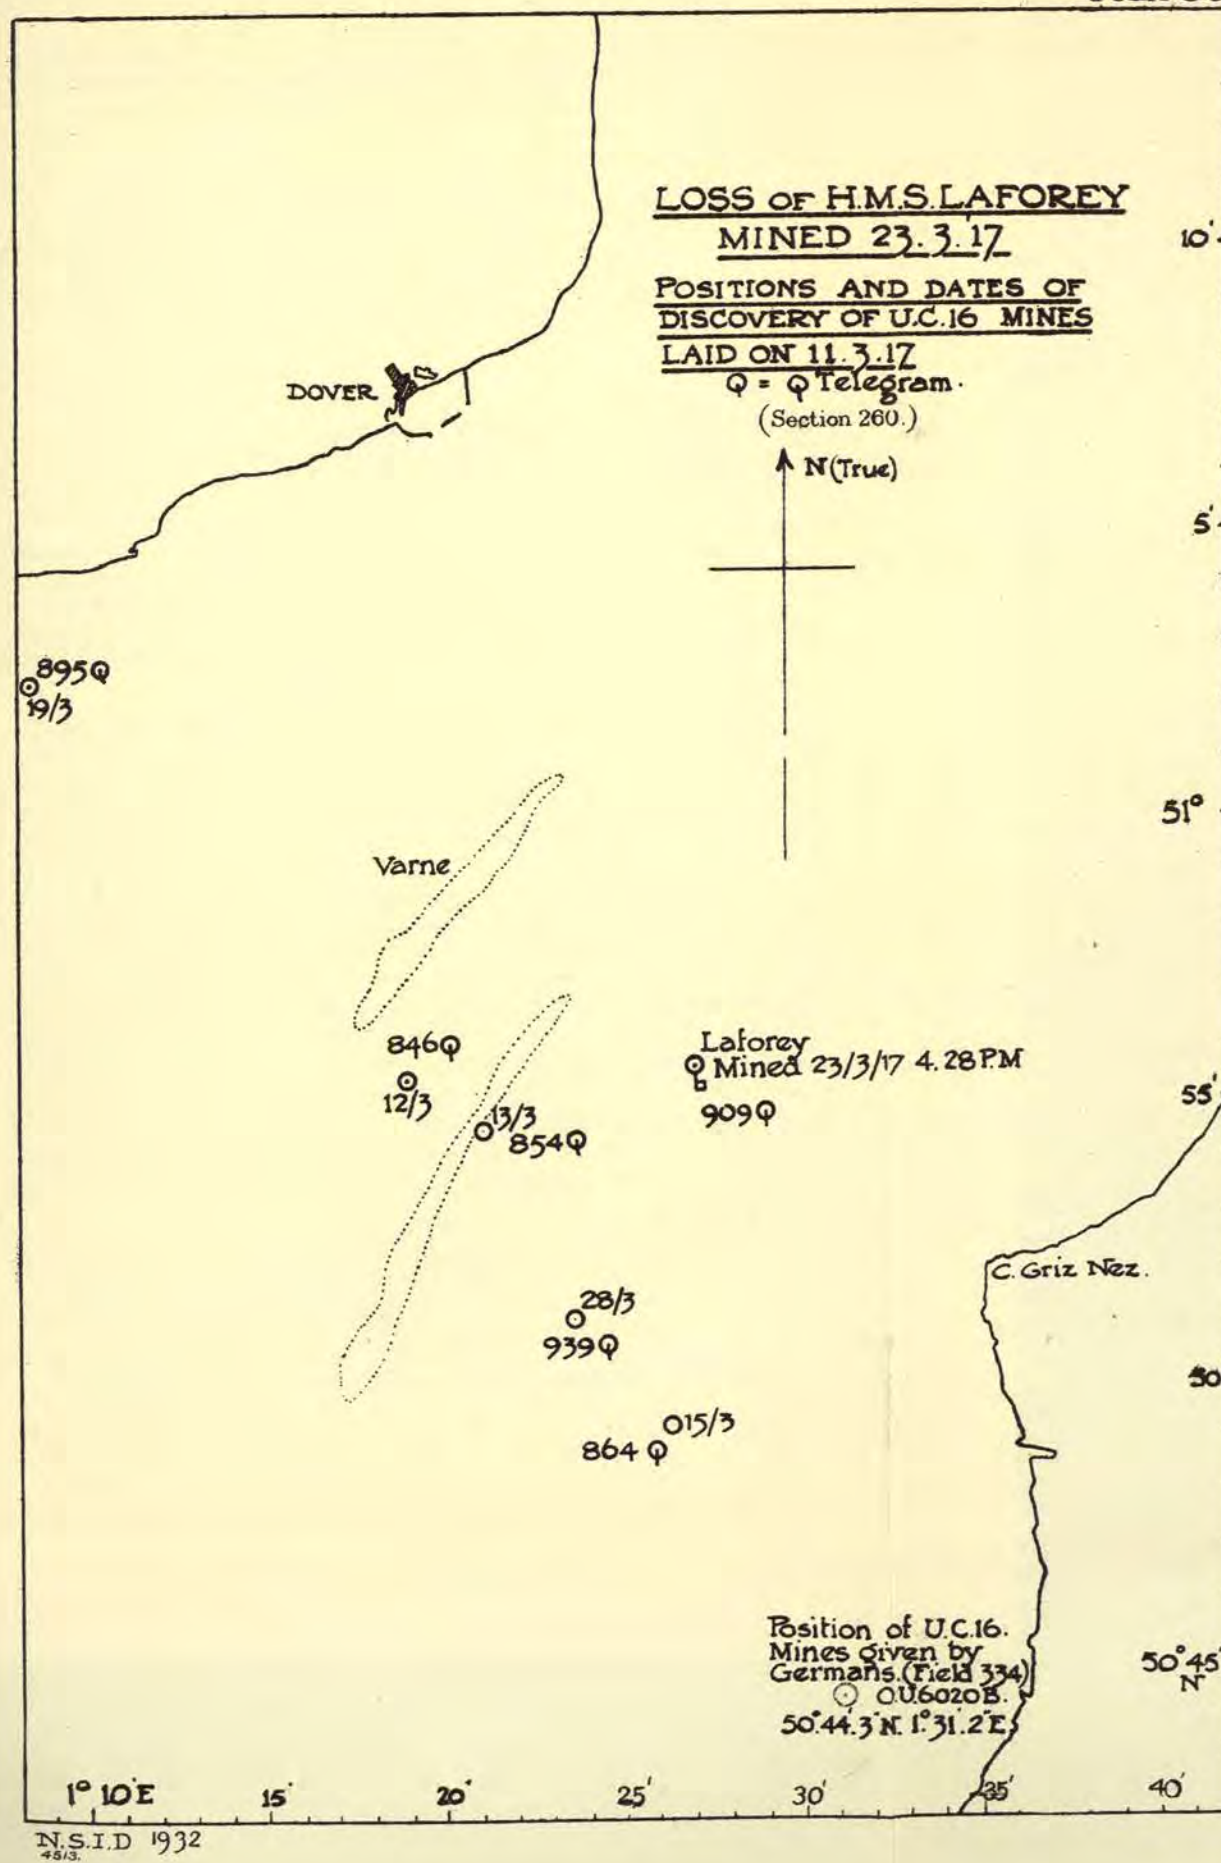 LOSS OF H.M.S. LAFOREY
MINED 23.3.17
POSITIONS AND DATES OF
DISCOVERY OF U.C.16 MINES
LAID ON 11.3.17
Q = Q Telegram.
(Section 260.)
N (True)
10'
DOVER
5'
895Q
19/3
51°
Varne
846Q
12/3
13/3
854Q
Laforey
Mined 23/3/17 4.28 P.M
909Q
55'
C. Griz Nez.
28/3
939Q
50
15/3
864 Q
Position of U.C.16.
Mines given by
Germans. (Field 334)
O.U.6020B.
50°.44'.3"N. 1°.31'.2"E
50°45'
N
1° 10'E
15'
20'
25'
30'
35'
40'
N.S.I.D 1932
4513.